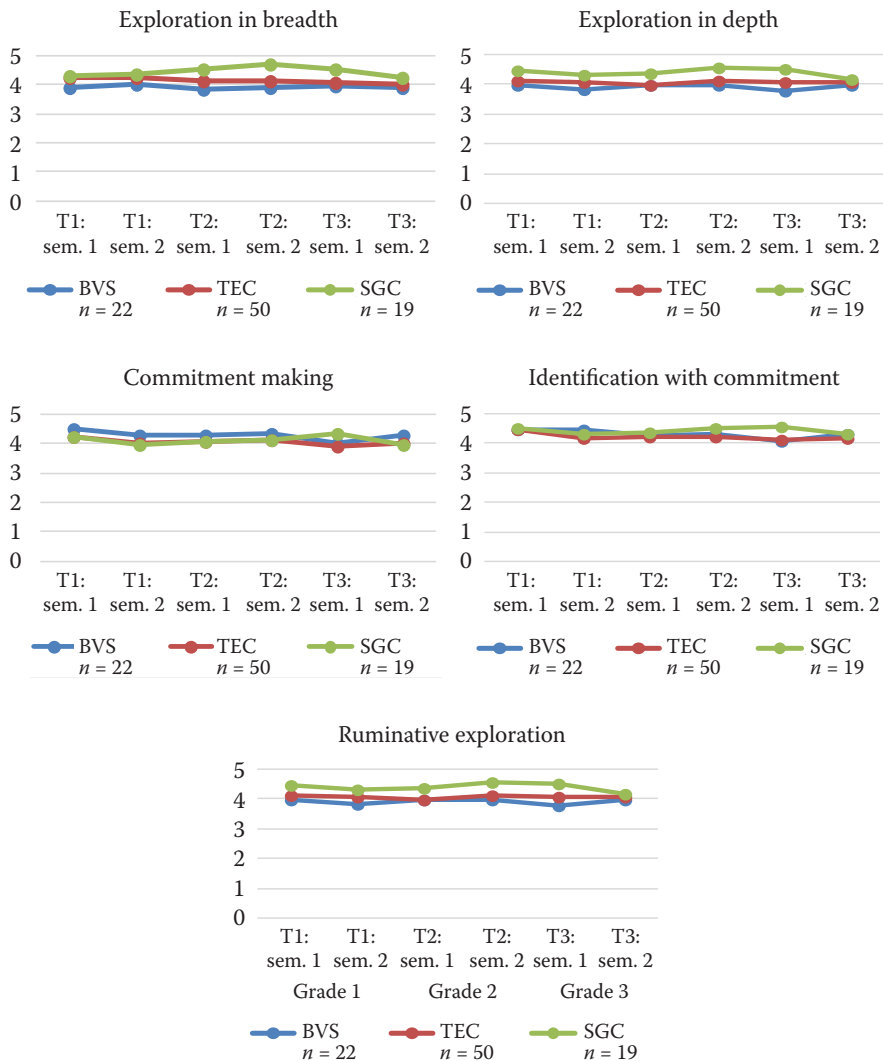 Exploration in breadth
5
4
3
2
1
0
T1: T1: T2: T2: T3: T3:
sem. 1 sem. 2 sem. 1 sem. 2 sem. 1 sem. 2
BVS TEC SGC
n = 22 n = 50 n = 19
Exploration in depth
5
4
3
2
1
0
T1: T1: T2: T2: T3: T3:
sem. 1 sem. 2 sem. 1 sem. 2 sem. 1 sem. 2
BVS TEC SGC
n = 22 n = 50 n = 19
Commitment making
5
4
3
2
1
0
T1: T1: T2: T2: T3: T3:
sem. 1 sem. 2 sem. 1 sem. 2 sem. 1 sem. 2
BVS TEC SGC
n = 22 n = 50 n = 19
Identification with commitment
5
4
3
2
1
0
T1: T1: T2: T2: T3: T3:
sem. 1 sem. 2 sem. 1 sem. 2 sem. 1 sem. 2
BVS TEC SGC
n = 22 n = 50 n = 19
Ruminative exploration
5
4
3
2
1
0
T1: T1: T2: T2: T3: T3:
sem. 1 sem. 2 sem. 1 sem. 2 sem. 1 sem. 2
Grade 1 Grade 2 Grade 3
BVS TEC SGC
n = 22 n = 50 n = 19